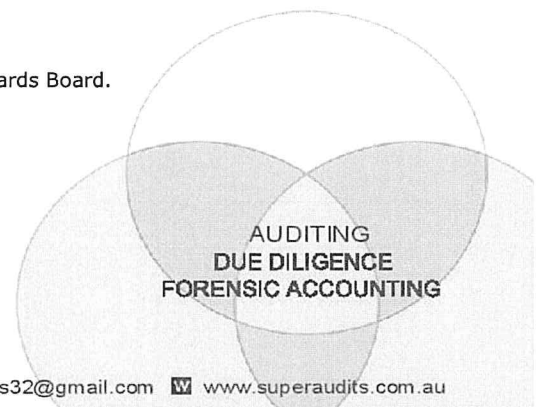 ards Board.
AUDITING
DUE DILIGENCE
FORENSIC ACCOUNTING
s32@gmail.com W www.superaudits.com.au